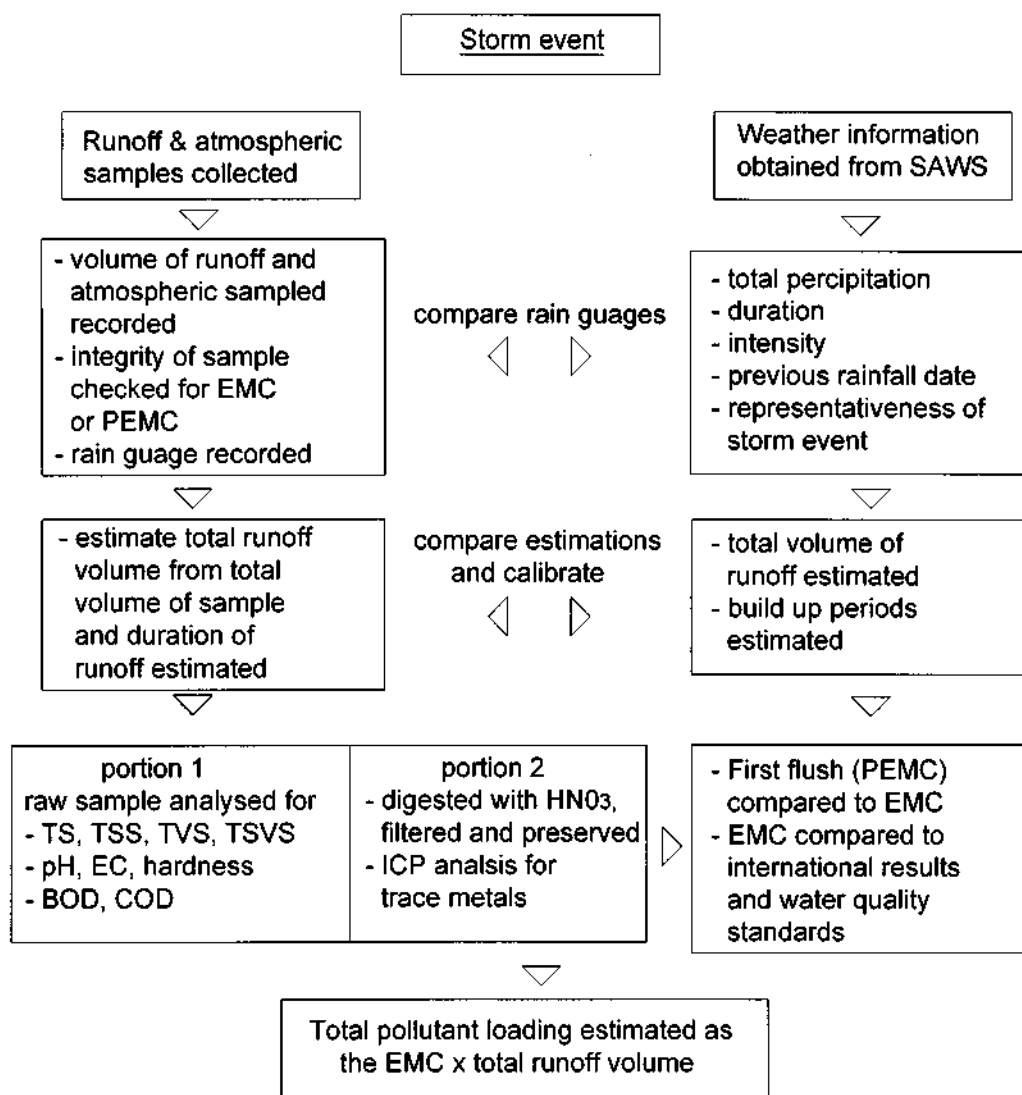 Storm event
Runoff & atmospheric
samples collected
Weather information
obtained from SAWS
- volume of runoff and
atmospheric sampled
recorded
- integrity of sample
checked for EMC
or PEMC
- rain guage recorded
compare rain guages
- total percipitation
- duration
- intensity
- previous rainfall date
- representativeness of
storm event
- estimate total runoff
volume from total
volume of sample
and duration of
runoff estimated
compare estimations
and calibrate
- total volume of
runoff estimated
- build up periods
estimated
portion 1
raw sample analysed for
- TS, TSS, TVS, TSVS
- pH, EC, hardness
- BOD, COD
portion 2
- digested with HN03,
filtered and preserved
- ICP analsis for
trace metals
- First flush (PEMC)
compared to EMC
- EMC compared to
international results
and water quality
standards
Total pollutant loading estimated as
the EMC x total runoff volume